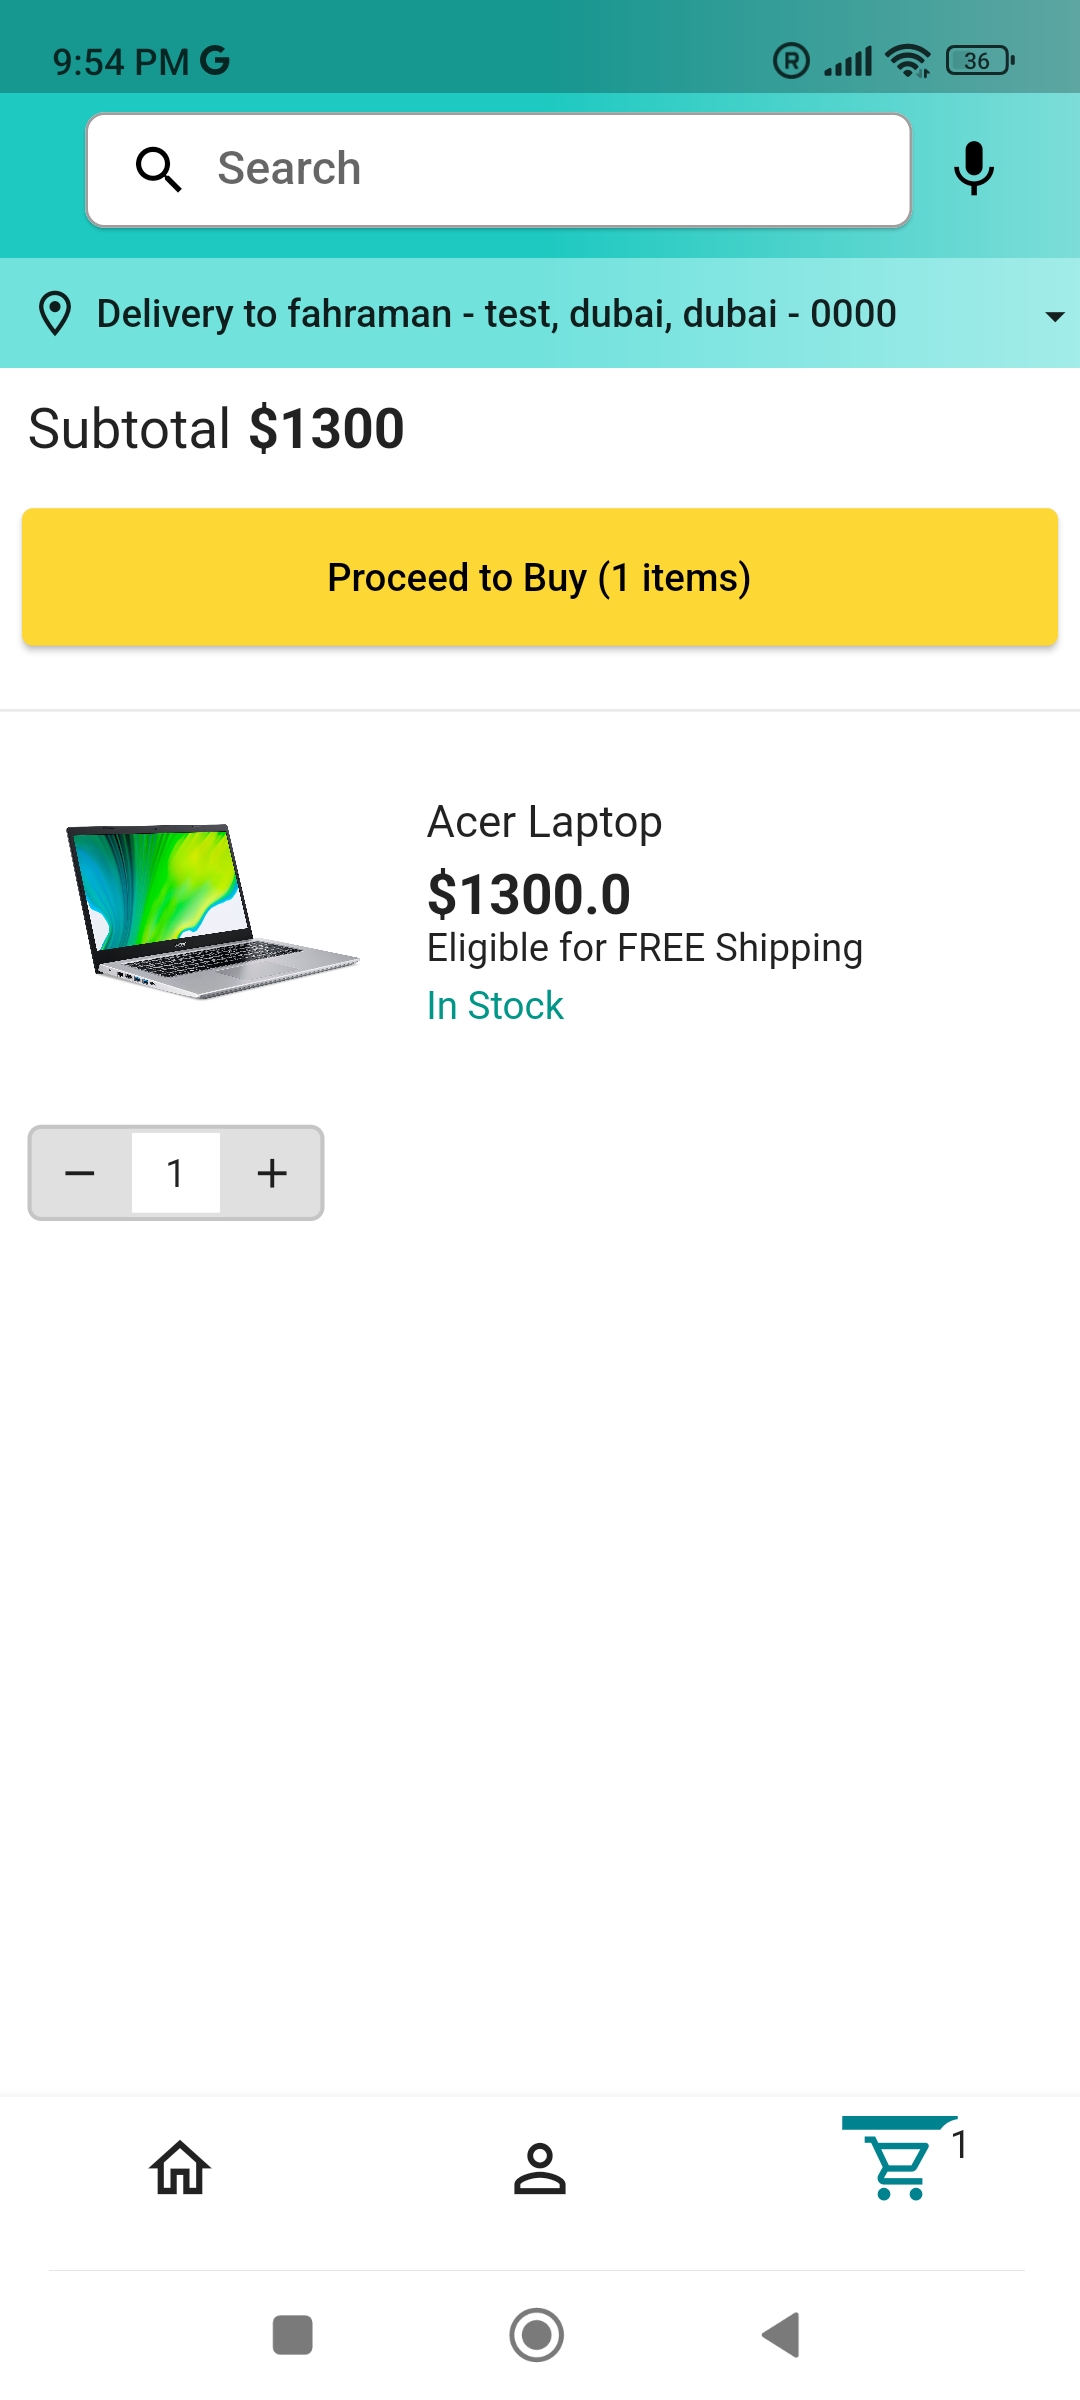 9:54 PM G
R 36
Search
Delivery to fahraman - test, dubai, dubai - 0000
Subtotal $1300
Proceed to Buy (1 items)
Acer Laptop
$1300.0
Eligible for FREE Shipping
In Stock
1
1